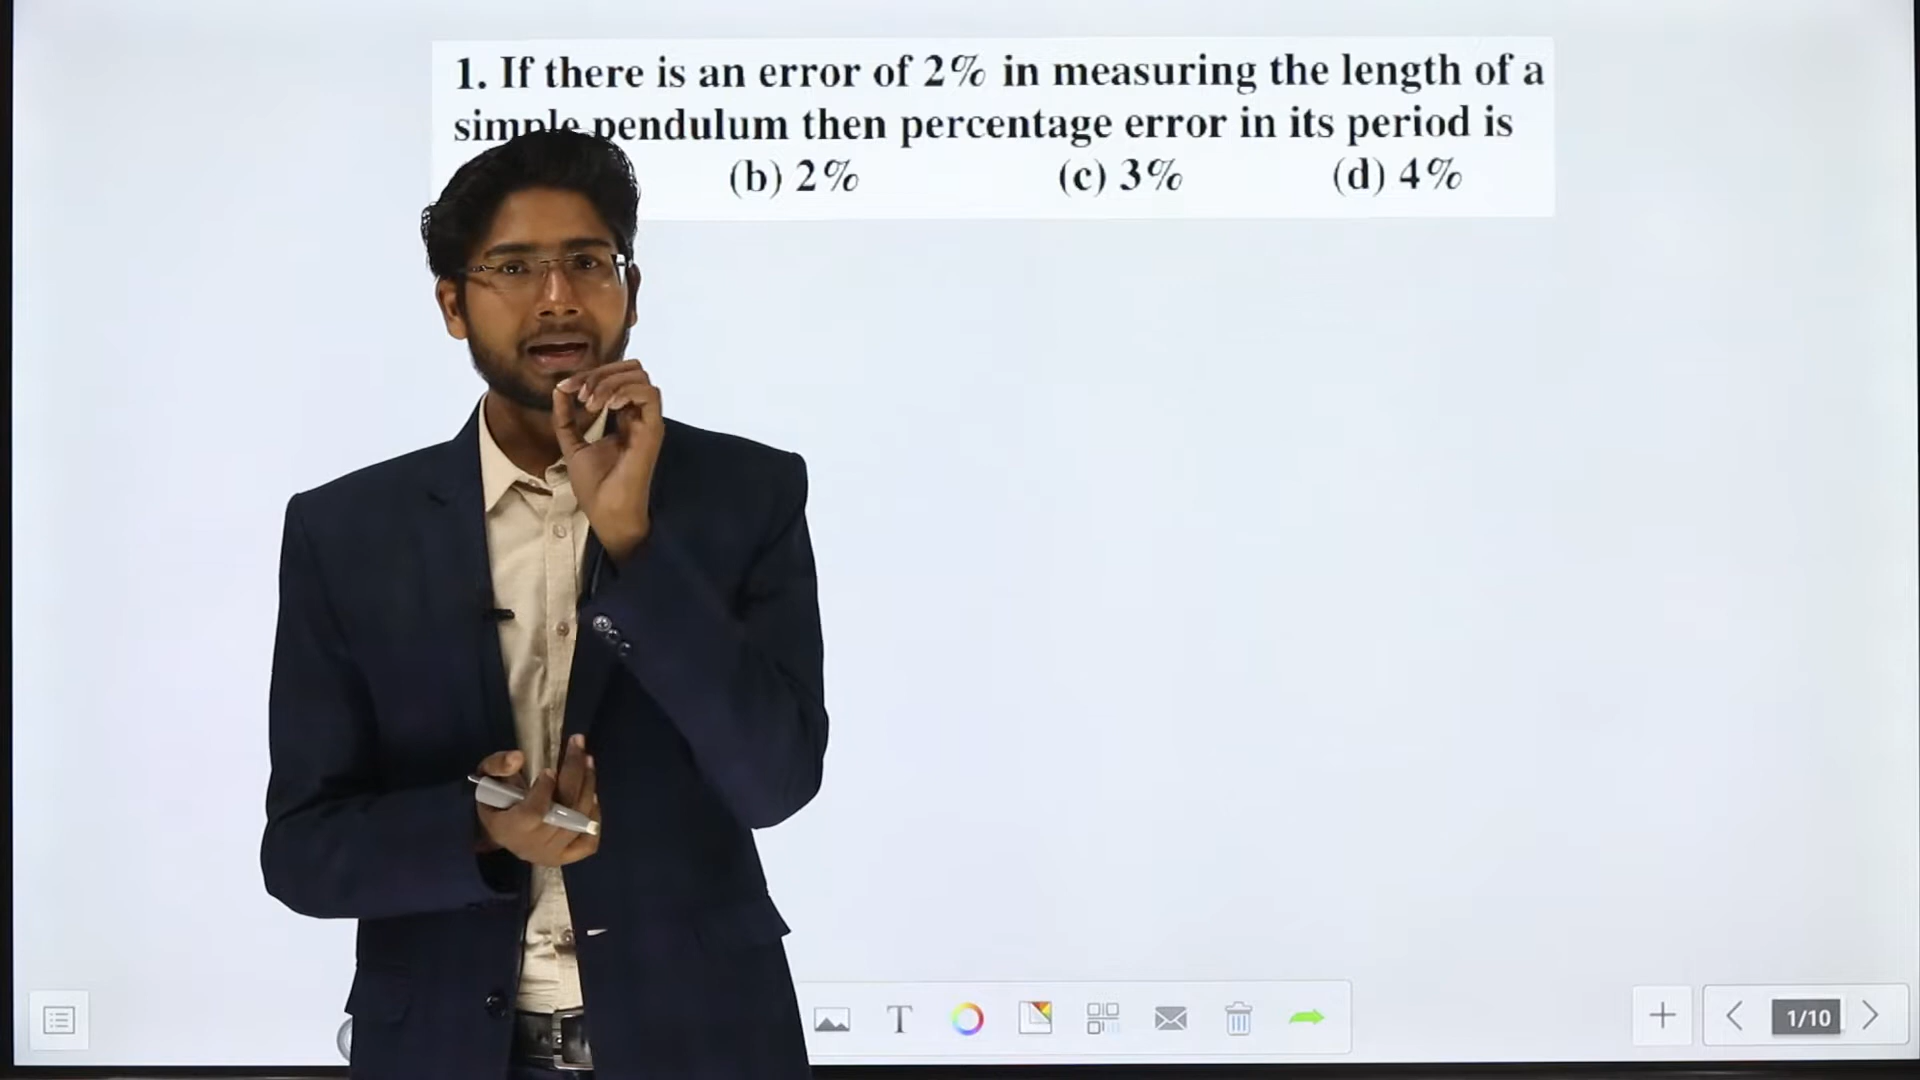 1. If there is an error of 2% in measuring the length of a
simple pendulum then percentage error in its period is
(b) 2% (c) 3% (d) 4%
T
1/10